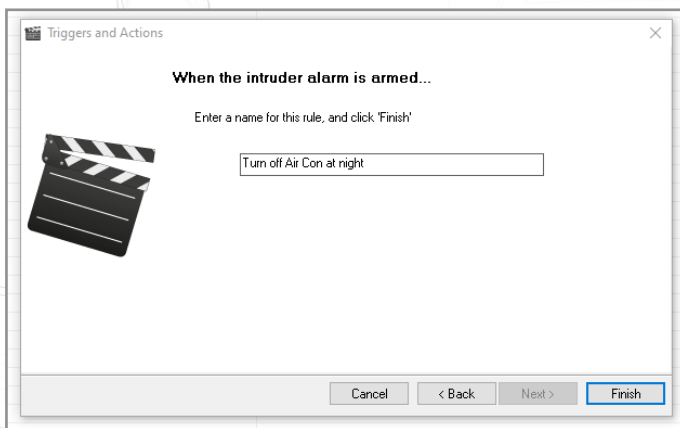 Triggers and Actions
When the intruder alarm is armed...
Enter a name for this rule, and click 'Finish'
Turn off Air Con at night
Cancel
< Back
Next >
Finish